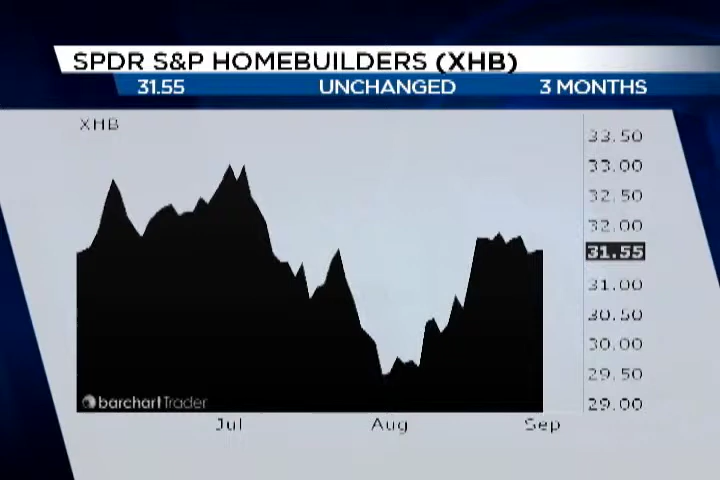 SPDR S&P HOMEBUILDERS (XHB)
31.55 UNCHANGED 3 MONTHS
XHB
33.50
33.00
32.50
32.00
31.55
31.00
30.50
30.00
29.50
29.00
barchart Trader
Jul Aug Sep